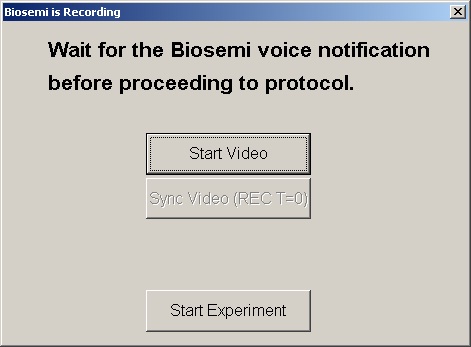 Biosemi is Recording
Wait for the Biosemi voice notification
before proceeding to protocol.
Start Video
Sync Video (REC T=0)
Start Experiment